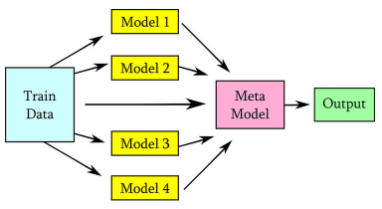 Model 1
Model 2
Train
Data
Meta
Model
Output
Model 3
Model 4